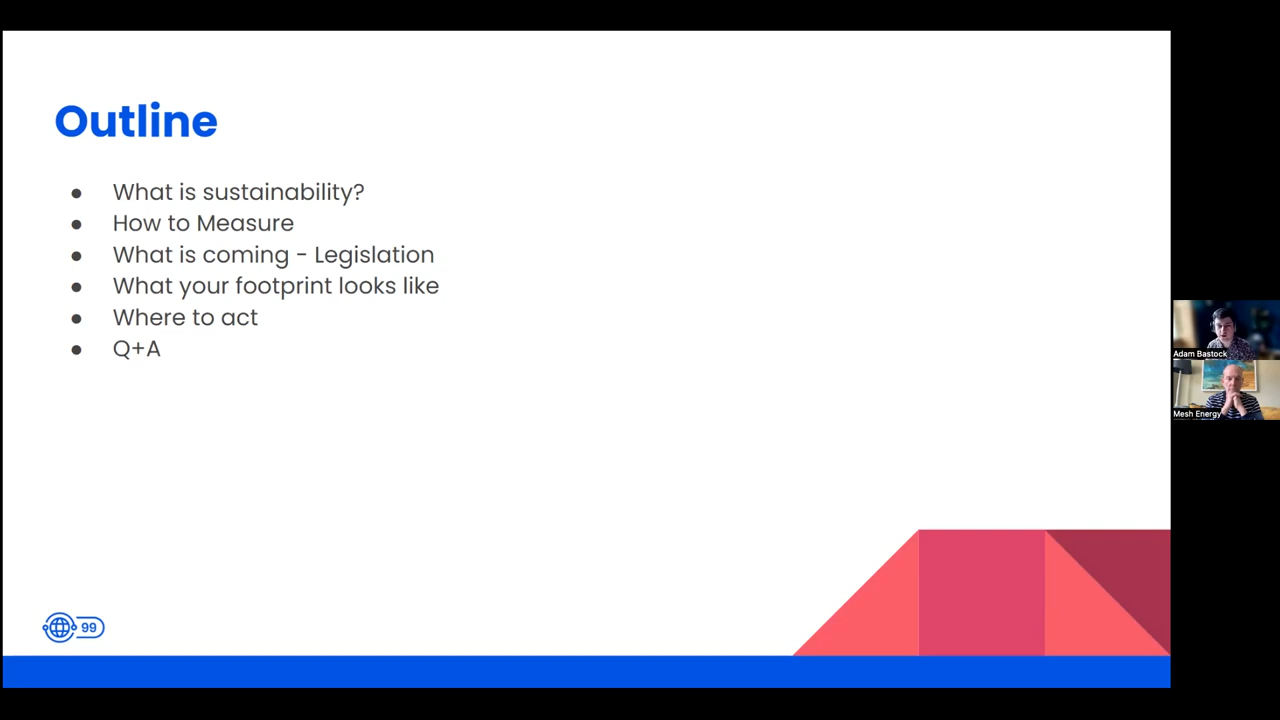 Outline
● What is sustainability?
● How to Measure
● What is coming - Legislation
● What your footprint looks like
● Where to act
● Q+A
Adam Bastock
Mesh Energy
99